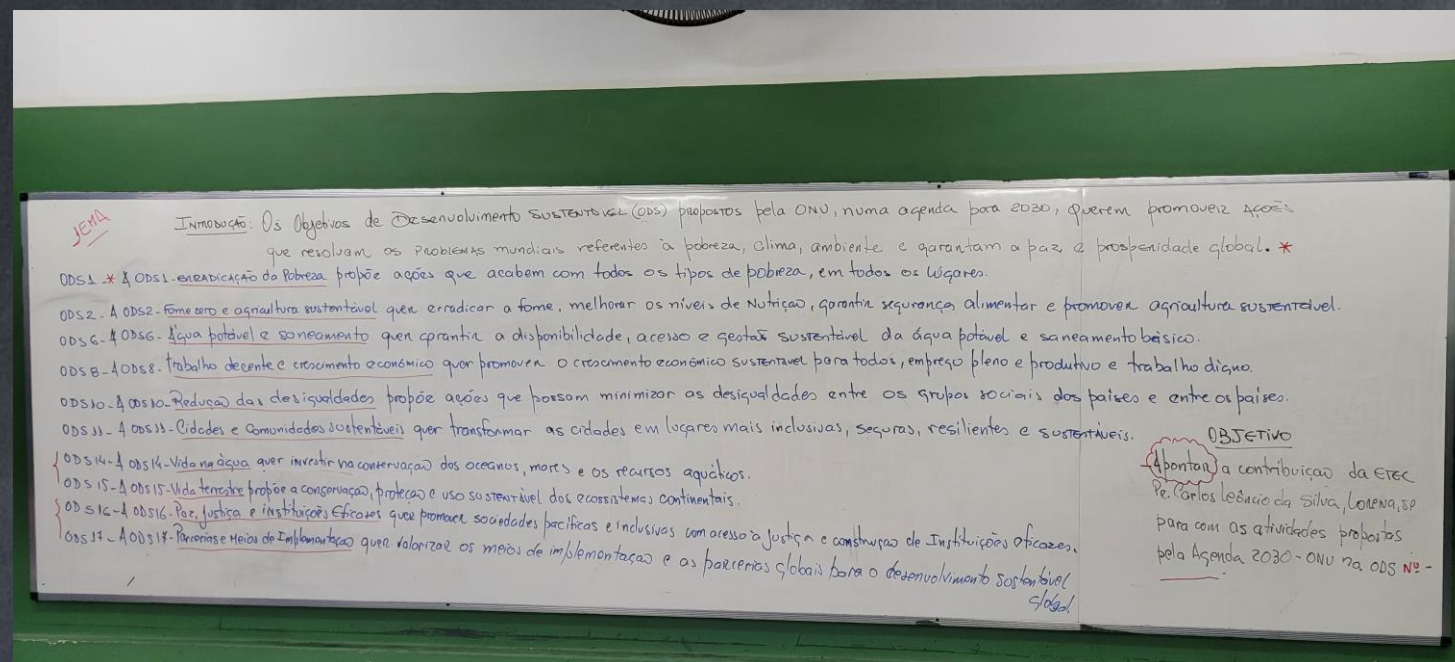 TEMA
INTRODUÇÃO: Os Objetivos de Desenvolvimento SUSTENTÁVEL (ODS) propostos pela ONU, numa agenda para 2030, querem promover AÇÕES
que resolvam os PROBLEMAS mundiais referentes à pobreza, clima, ambiente e garantam a paz e prosperidade global. *
ODS1 - * A ODS1 - ERRADICAÇÃO da Pobreza propõe ações que acabem com todos os tipos de pobreza, em todos os lugares.
ODS2 - A ODS2 - Fome zero e agricultura sustentável quer erradicar a fome, melhorar os níveis de Nutrição, garantir segurança alimentar e promover agricultura SUSTENTável.
ODS6 - A ODS6 - Água potável e saneamento quer garantir a disponibilidade, acesso e gestão sustentável da água potável e saneamento básico.
ODS8 - A ODS8 - Trabalho decente e crescimento econômico quer promover o crescimento econômico sustentável para todos, emprego pleno e produtivo e trabalho digno.
ODS10 - A ODS10 - Redução das desigualdades propõe ações que possam minimizar as desigualdades entre os grupos sociais dos países e entre os países.
ODS11 - A ODS11 - Cidades e Comunidades Sustentáveis quer transformar as cidades em lugares mais inclusivas, seguras, resilientes e SUSTENTÁVEIS.
ODS14 - A ODS14 - Vida na água quer investir na conservação dos oceanos, mares e os recursos aquáticos.
ODS15 - A ODS15 - Vida terrestre propõe a conservação, proteção e uso SUSTENTável dos ecossistemas continentais.
ODS16 - A ODS16 - Paz, Justiça e instituições Eficazes quer promover sociedades pacíficas e inclusivas com acesso à justiça e construção de Instituições eficazes.
ODS17 - A ODS17 - Parcerias e Meios de Implementação quer valorizar os meios de implementação e as parcerias globais para o desenvolvimento sustentável
global.
OBJETIVO
Apontar a contribuição da ETEC
Pe. Carlos Leôncio da Silva, LORENA, SP
para com as atividades propostas
pela Agenda 2030 - ONU na ODS Nº -